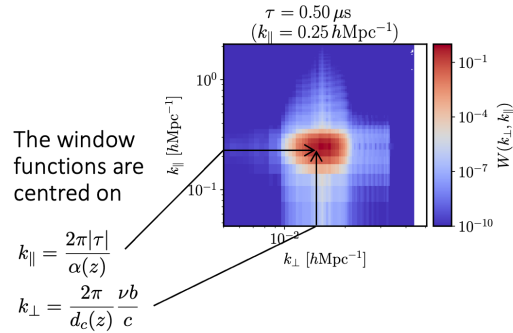 τ = 0.50 μs
(k∥ = 0.25 hMpc⁻¹)
10⁰
10⁻¹
k∥ [hMpc⁻¹]
10⁻²
k⊥ [hMpc⁻¹]
10⁻¹
10⁻⁴
10⁻⁷
10⁻¹⁰
W(k⊥, k∥)
The window
functions are
centred on
k∥ = 2π|τ| / α(z)
k⊥ = 2π / d_c(z) νb / c